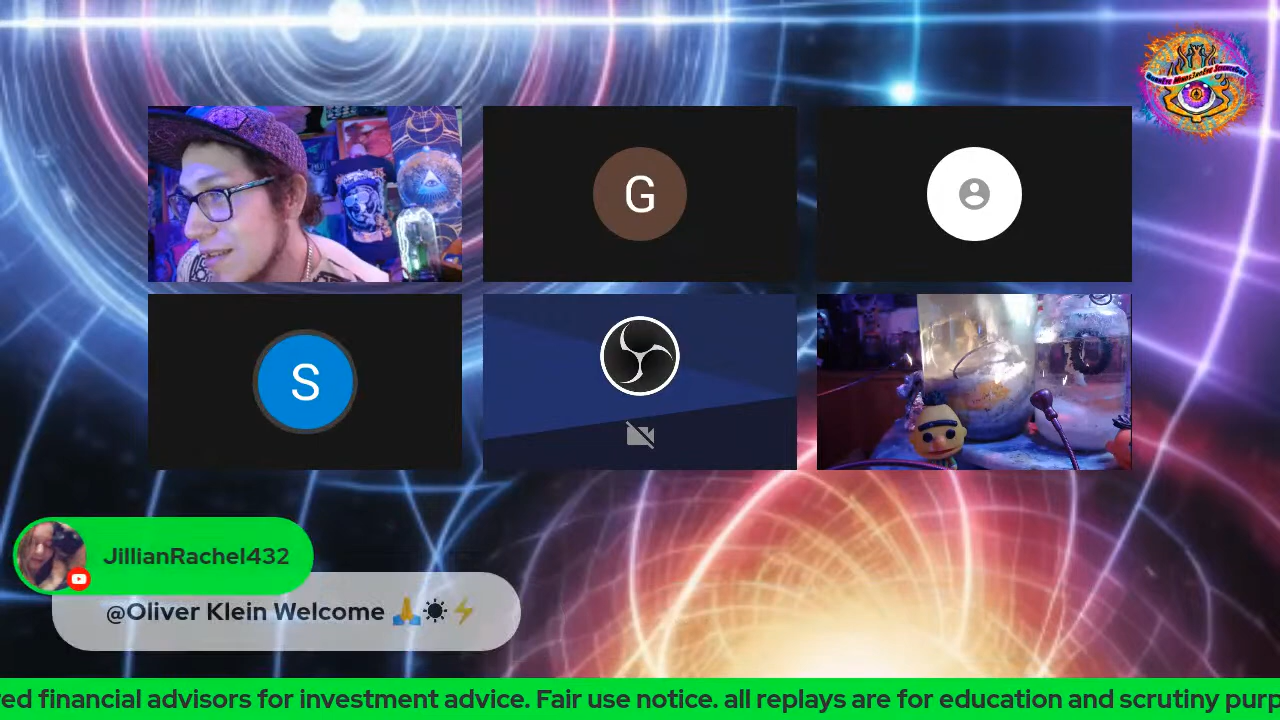 G
S
JillianRachel432
@Oliver Klein Welcome 🙏☀⚡
ed financial advisors for investment advice. Fair use notice. all replays are for education and scrutiny purp